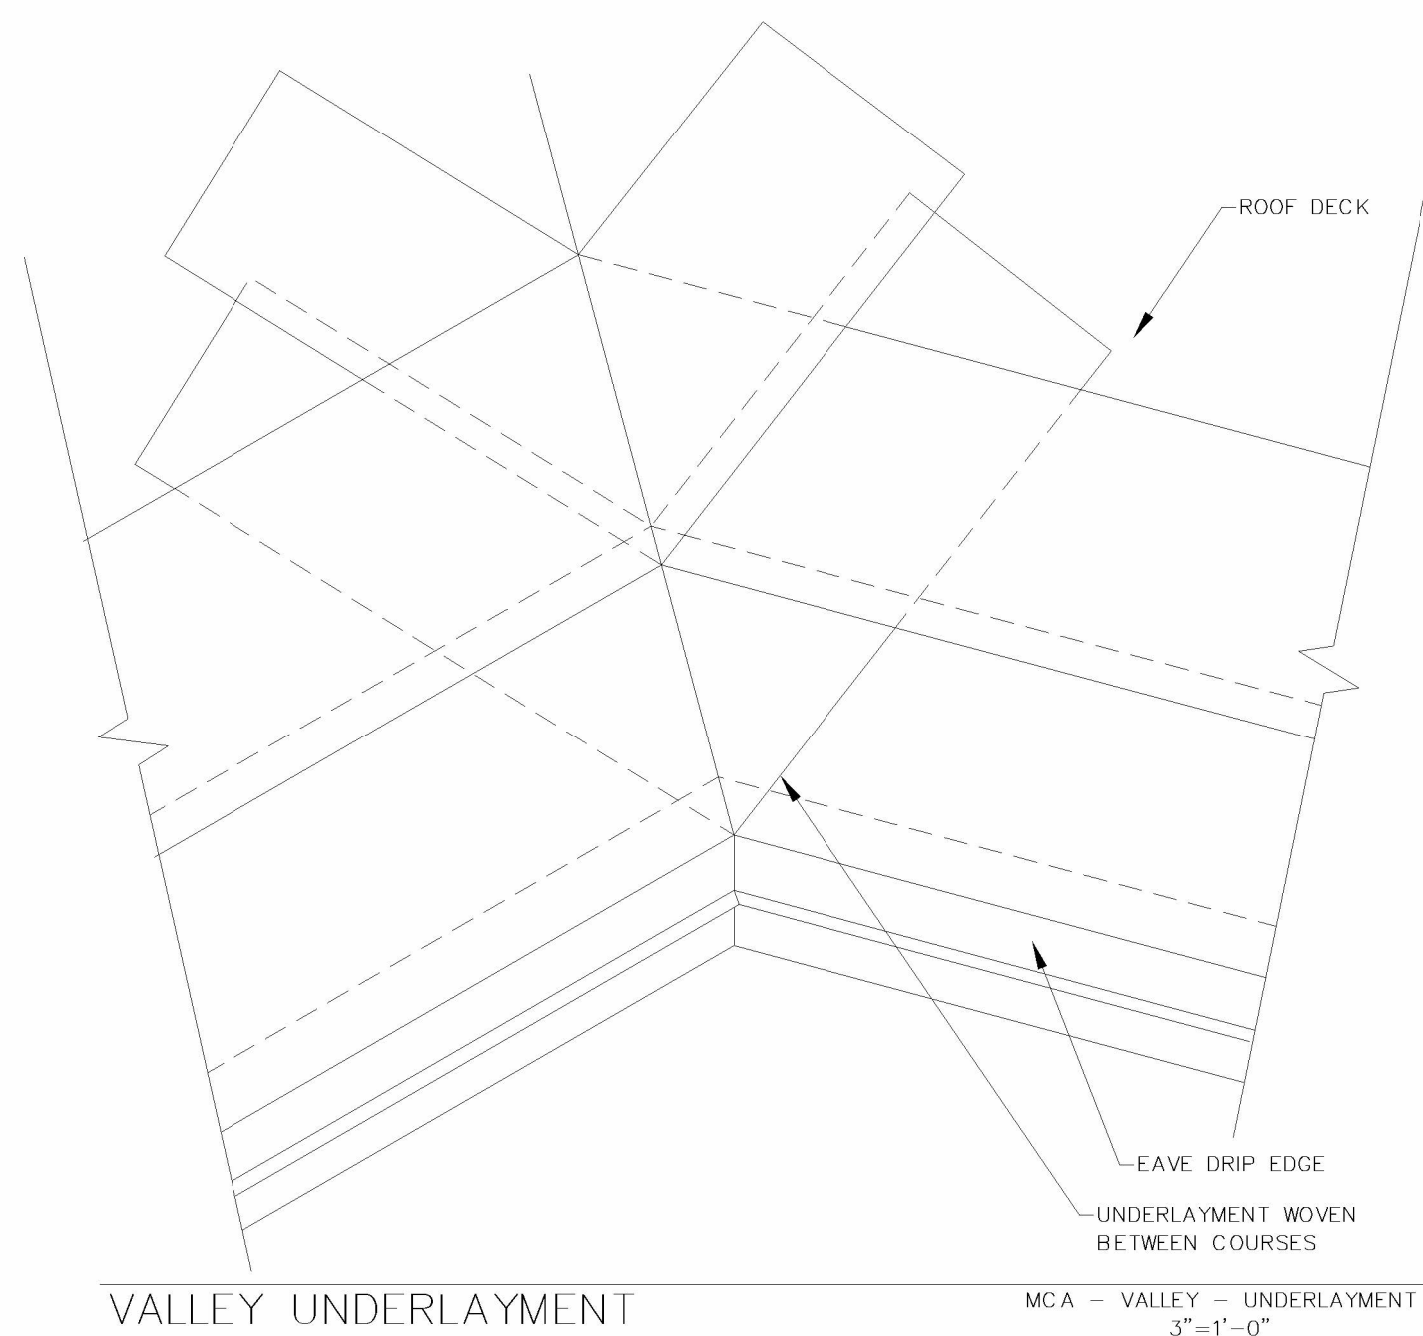 ROOF DECK
EAVE DRIP EDGE
UNDERLAYMENT WOVEN
BETWEEN COURSES
VALLEY UNDERLAYMENT
MCA - VALLEY - UNDERLAYMENT
3"=1'-0"